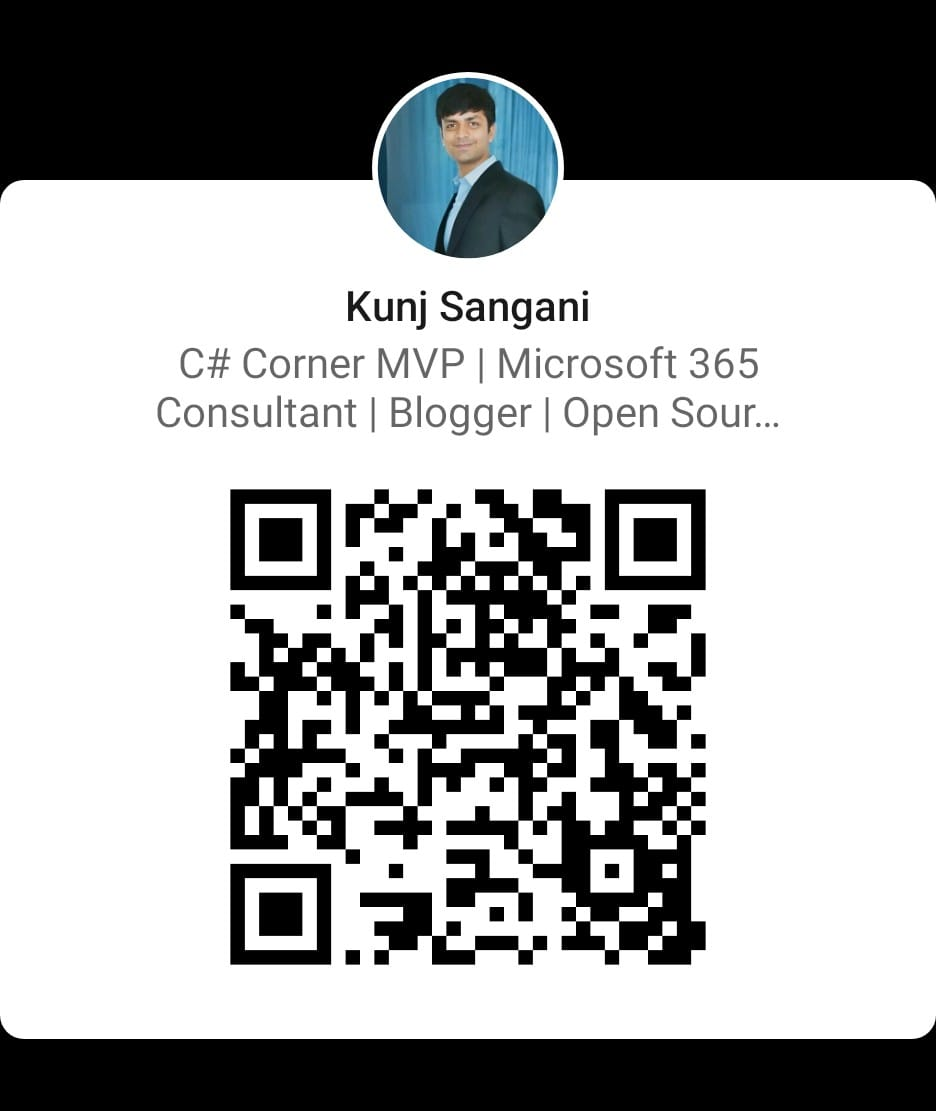 Kunj Sangani
C# Corner MVP | Microsoft 365
Consultant | Blogger | Open Sour...